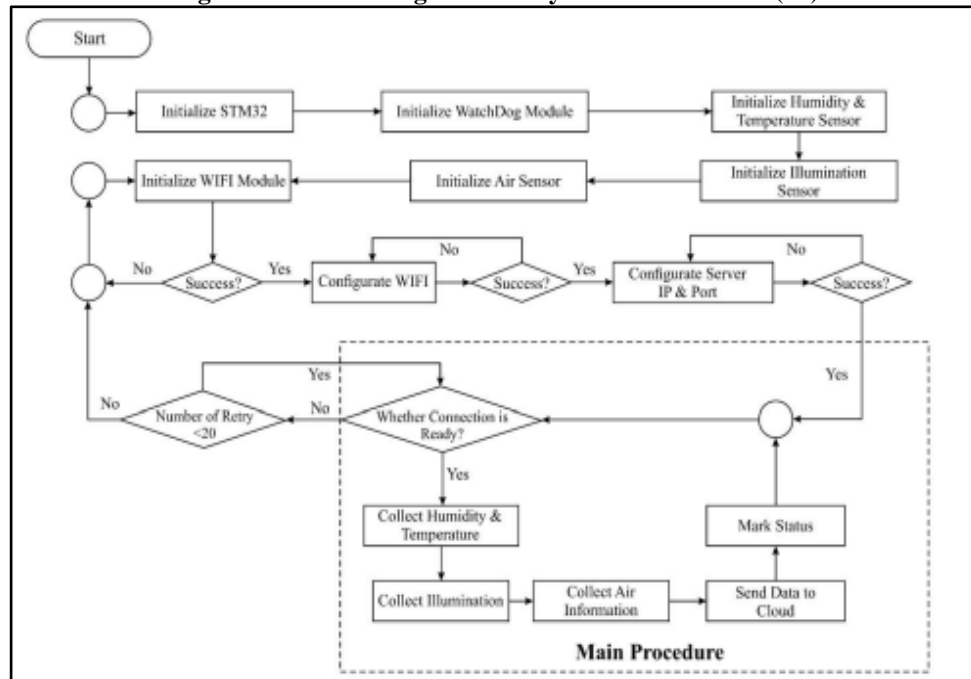 Start
Initialize STM32
Initialize WatchDog Module
Initialize Humidity &
Temperature Sensor
Initialize WIFI Module
Initialize Air Sensor
Initialize Illumination
Sensor
No
Success?
Yes
Configurate WIFI
No
Success?
Yes
Configurate Server
IP & Port
No
Success?
Yes
No
Number of Retry
<20
Yes
No
Whether Connection is
Ready?
Yes
Collect Humidity &
Temperature
Mark Status
Collect Illumination
Collect Air
Information
Send Data to
Cloud
Main Procedure